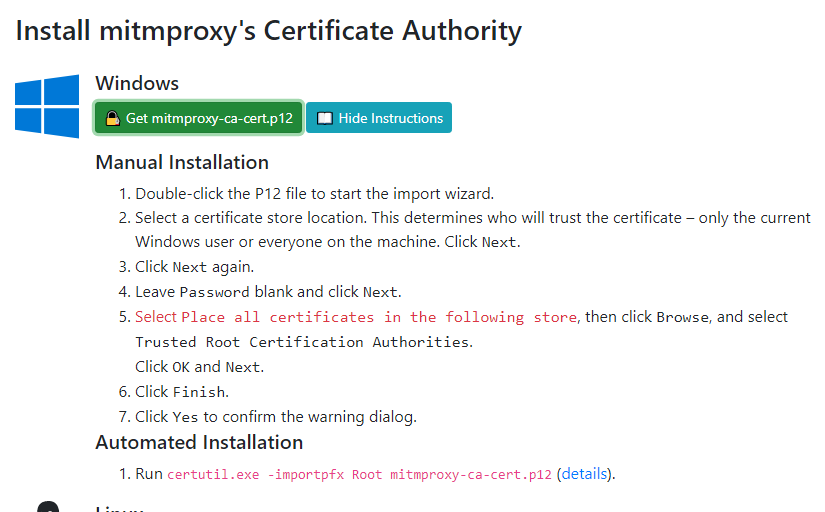 Install mitmproxy's Certificate Authority
Windows
Get mitmproxy-ca-cert.p12
Hide Instructions
Manual Installation
1. Double-click the P12 file to start the import wizard.
2. Select a certificate store location. This determines who will trust the certificate – only the current
Windows user or everyone on the machine. Click Next.
3. Click Next again.
4. Leave Password blank and click Next.
5. Select Place all certificates in the following store, then click Browse, and select
Trusted Root Certification Authorities.
Click OK and Next.
6. Click Finish.
7. Click Yes to confirm the warning dialog.
Automated Installation
1. Run certutil.exe -importpfx Root mitmproxy-ca-cert.p12 (details).
Linux